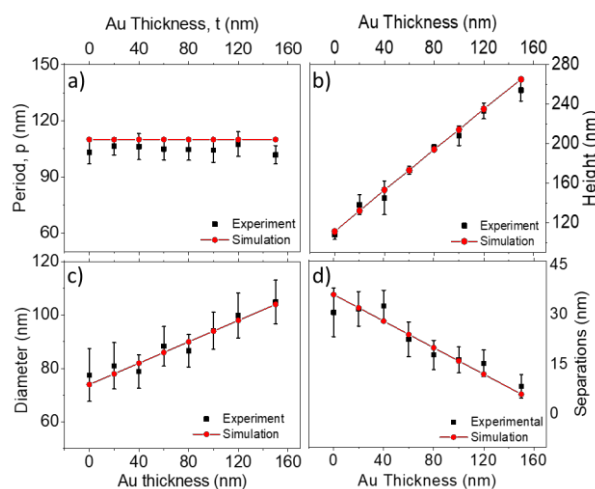 Au Thickness, t (nm)
Au Thickness (nm)
0 40 80 120 160
0 40 80 120 160
a)
b)
Period, p (nm)
150
120
90
60
Experiment
Simulation
280
240
200
160
120
Height (nm)
Experiment
Simulation
c)
d)
Diameter (nm)
120
100
80
60
Experiment
Simulation
45
30
15
0
Separations (nm)
Experimental
Simulation
0 40 80 120 160
0 40 80 120 160
Au thickness (nm)
Au Thickness (nm)